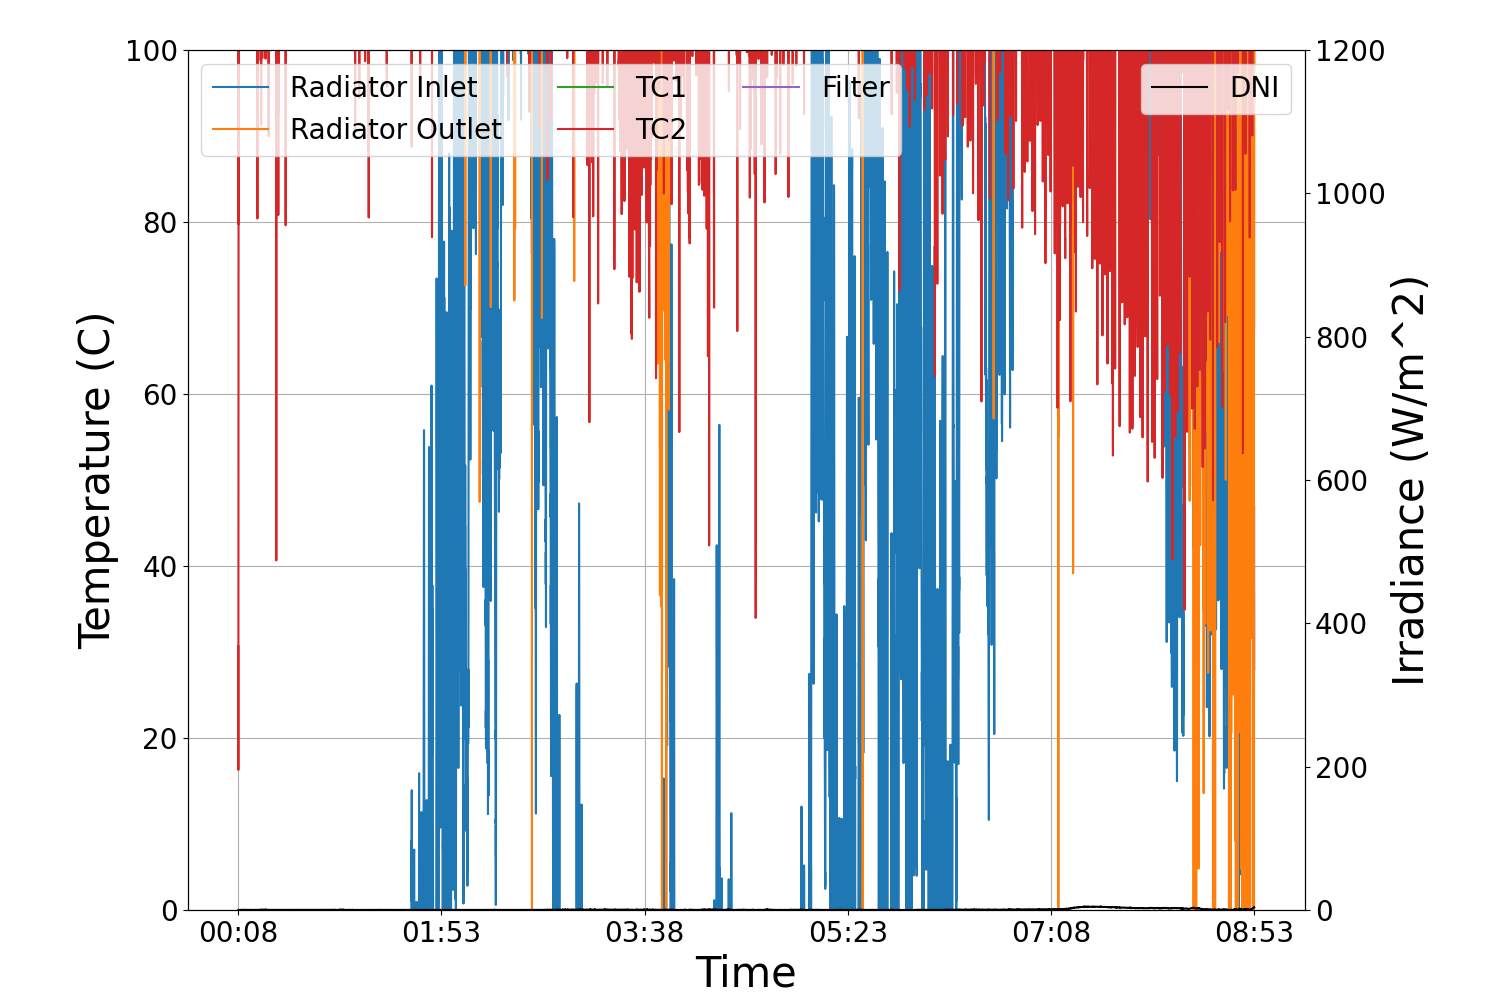 100
80
60
40
20
0
Temperature (C)
Radiator Inlet
Radiator Outlet
TC1
TC2
Filter
DNI
1200
1000
800
600
400
200
0
Irradiance (W/m^2)
00:08
01:53
03:38
05:23
07:08
08:53
Time